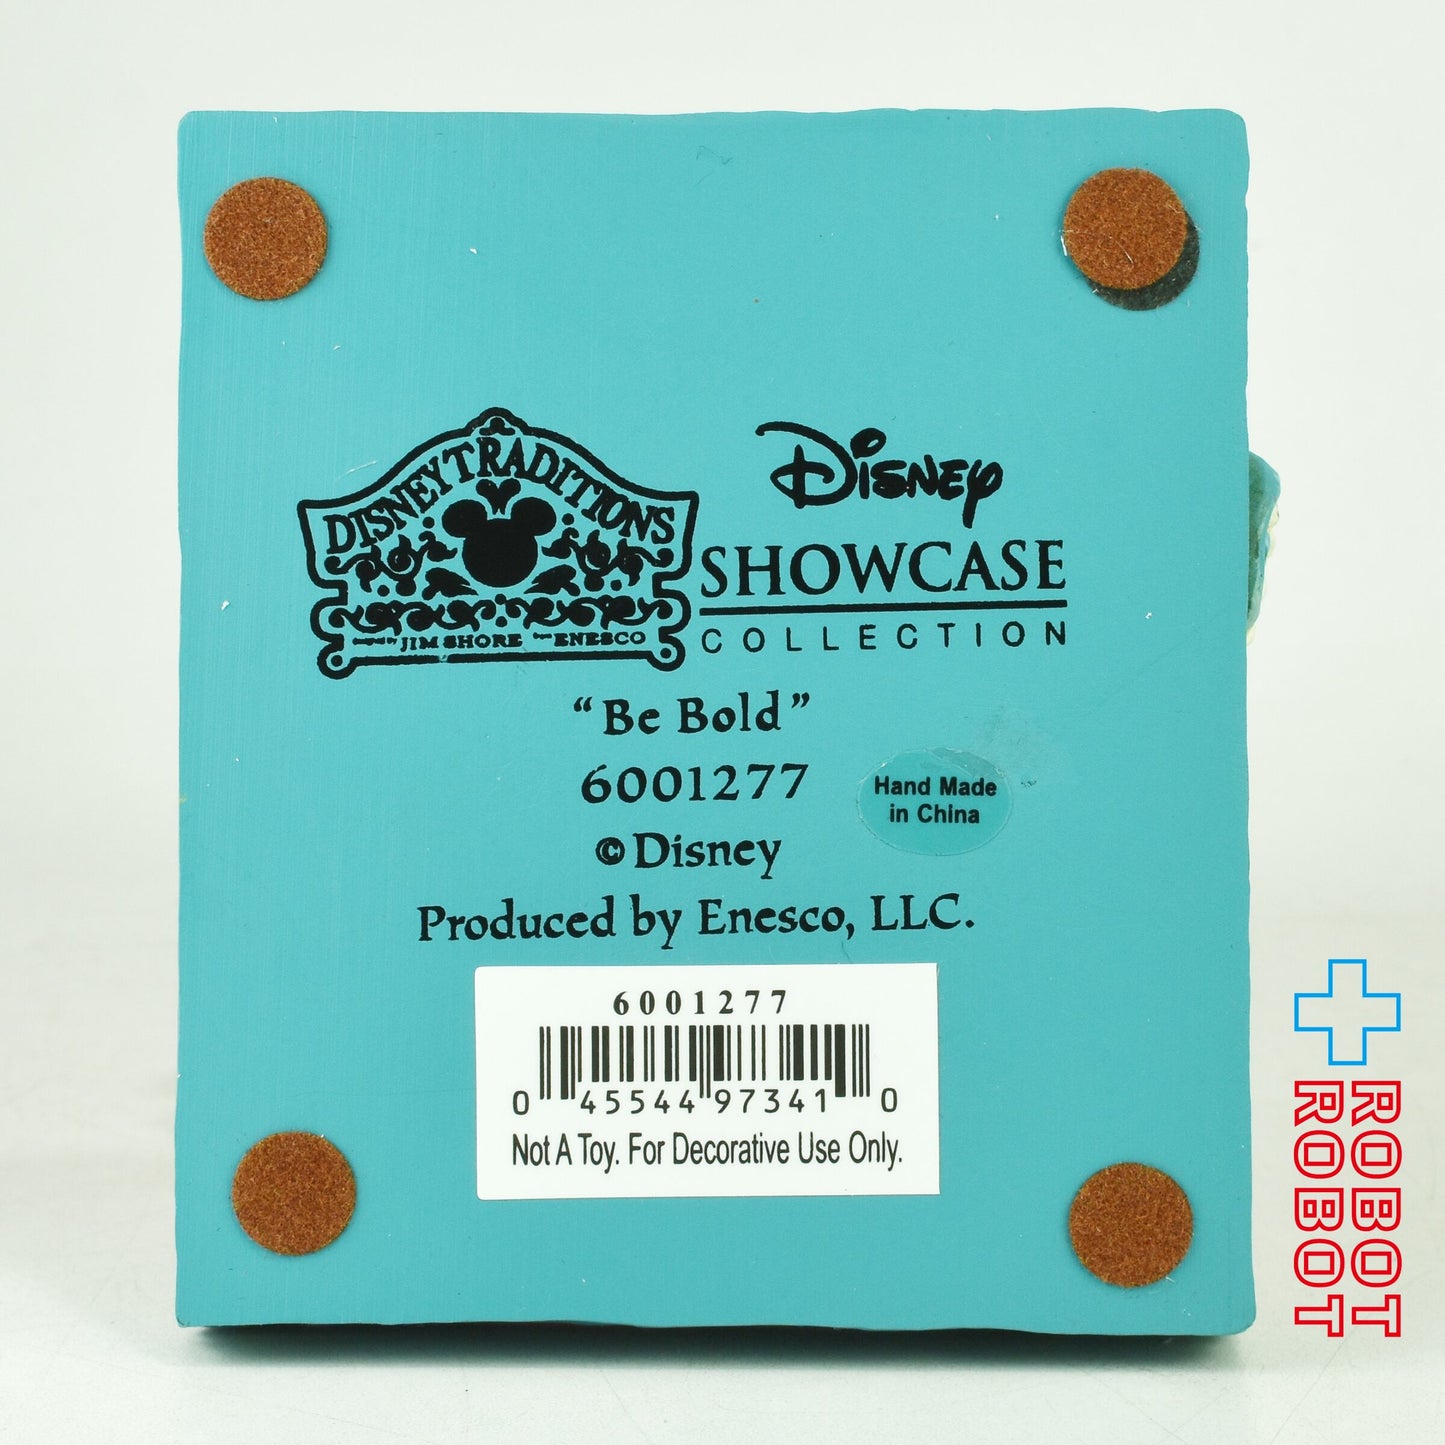 DISNEY TRADITIONS
JIM SHORE ENESCO
Disney
SHOWCASE
COLLECTION
“Be Bold”
6001277
©Disney
Produced by Enesco, LLC.
Hand Made
in China
6001277
0 45544 97341 0
Not A Toy. For Decorative Use Only.
ROBOT
ROBOT